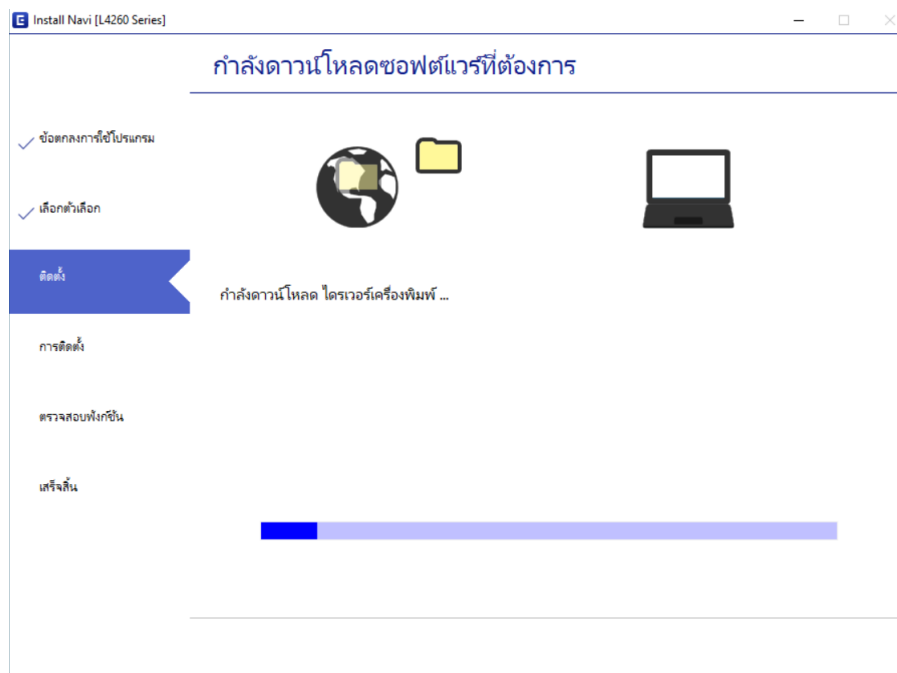 E Install Navi [L4260 Series]
กำลังดาวน์โหลดซอฟต์แวร์ที่ต้องการ
ข้อตกลงการใช้โปรแกรม
เลือกตัวเลือก
ติดตั้ง
กำลังดาวน์โหลด ไดรเวอร์เครื่องพิมพ์ ...
การติดตั้ง
ตรวจสอบฟังก์ชัน
เสร็จสิ้น